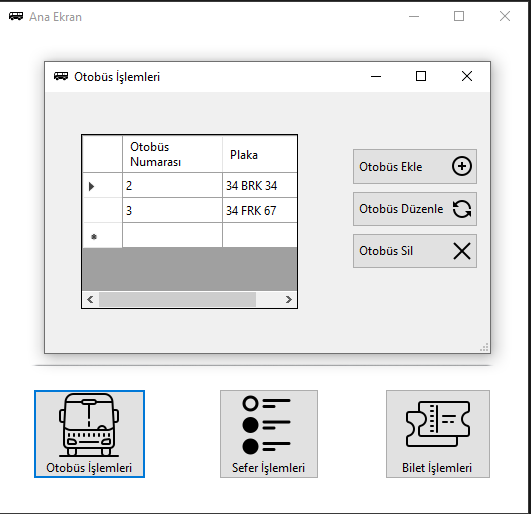 Ana Ekran
Otobüs İşlemleri
Otobüs
Numarası
Plaka
2
34 BRK 34
3
34 FRK 67
Otobüs Ekle
Otobüs Düzenle
Otobüs Sil
Otobüs İşlemleri
Sefer İşlemleri
Bilet İşlemleri